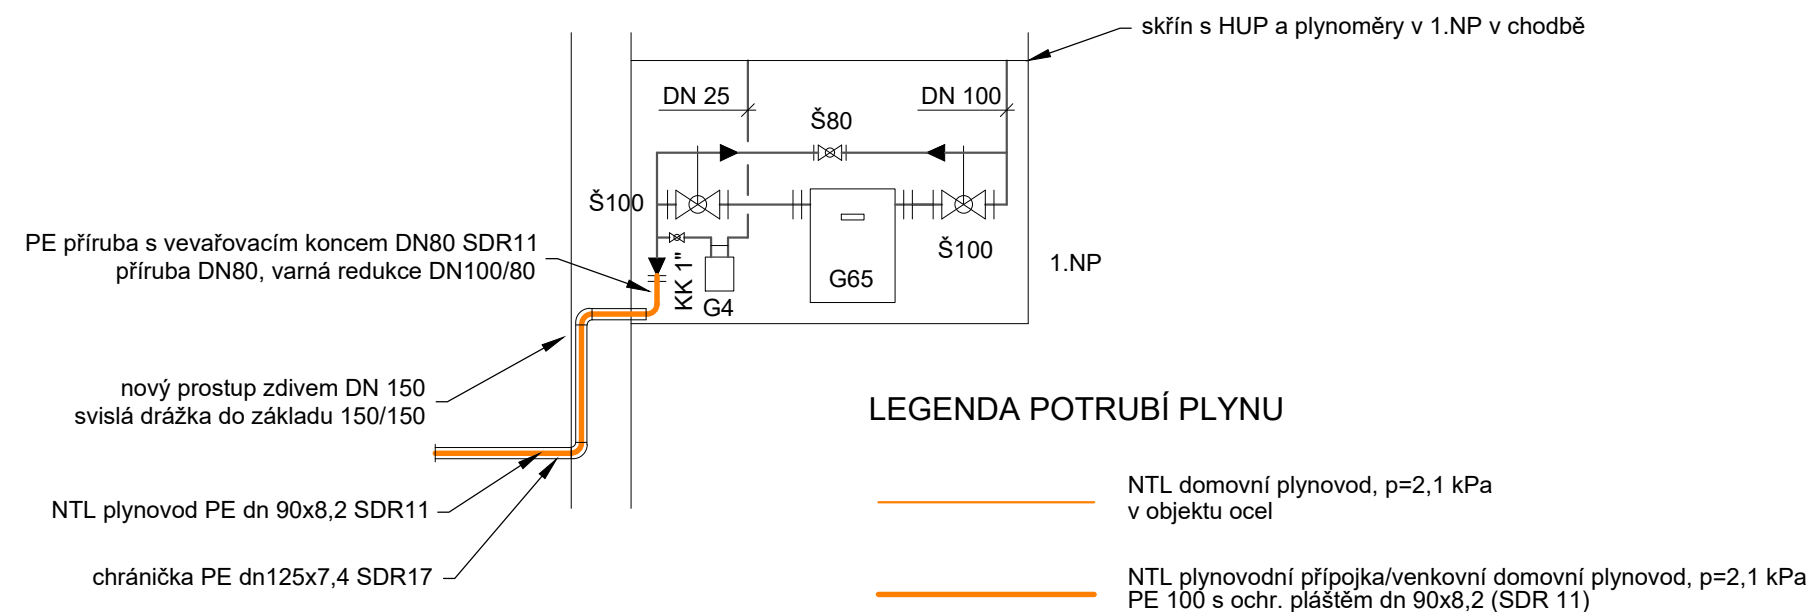 skřín s HUP a plynoměry v 1.NP v chodbě
DN 25
DN 100
Š80
Š100
Š100
PE příruba s vevařovacím koncem DN80 SDR11
příruba DN80, varná redukce DN100/80
KK 1"
G4
G65
1.NP
nový prostup zdivem DN 150
svislá drážka do základu 150/150
NTL plynovod PE dn 90x8,2 SDR11
chránička PE dn125x7,4 SDR17
LEGENDA POTRUBÍ PLYNU
NTL domovní plynovod, p=2,1 kPa
v objektu ocel
NTL plynovodní přípojka/venkovní domovní plynovod, p=2,1 kPa
PE 100 s ochr. pláštěm dn 90x8,2 (SDR 11)